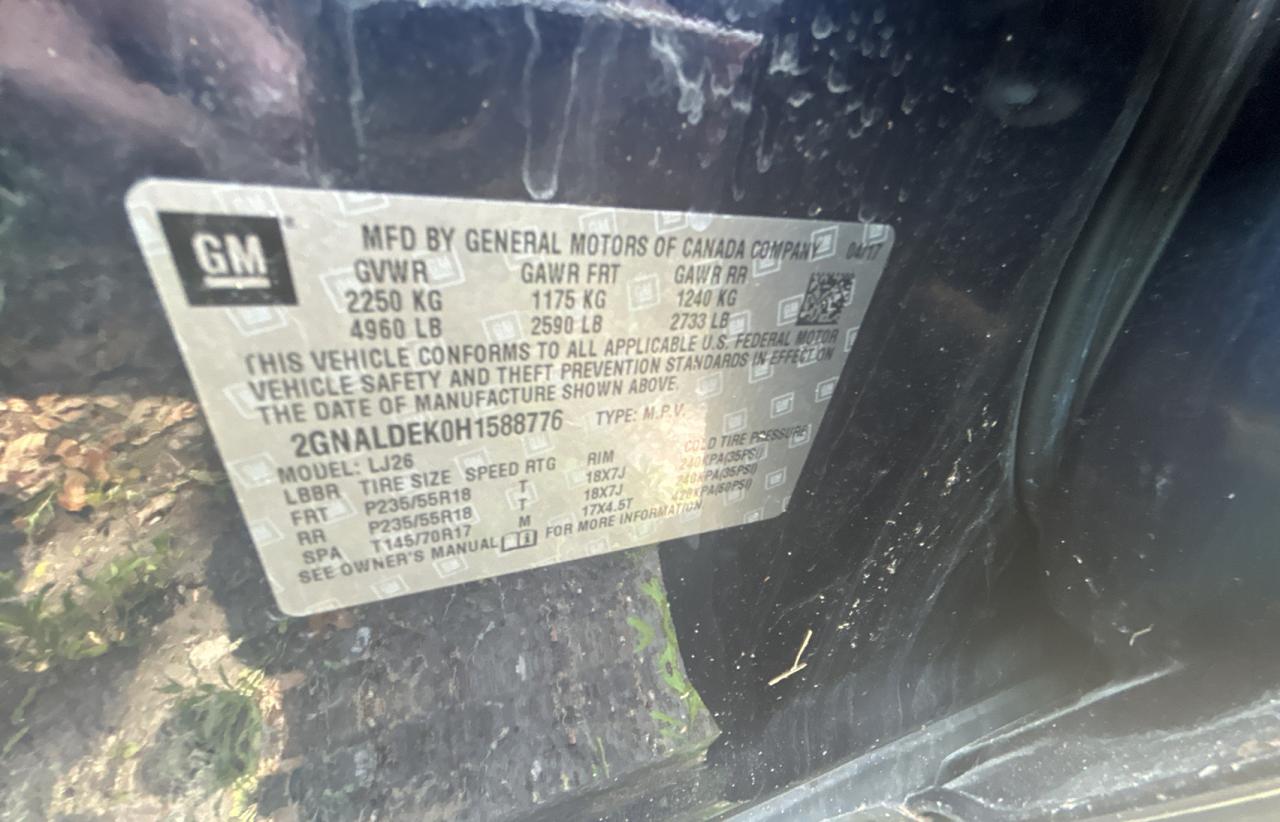 GM
MFD BY GENERAL MOTORS OF CANADA COMPANY 04/17
GVWR GAWR FRT GAWR RR
2250 KG 1175 KG 1240 KG
4960 LB 2590 LB 2733 LB
THIS VEHICLE CONFORMS TO ALL APPLICABLE U.S. FEDERAL MOTOR
VEHICLE SAFETY AND THEFT PREVENTION STANDARDS IN EFFECT ON
THE DATE OF MANUFACTURE SHOWN ABOVE.
2GNALDEK0H1588776 TYPE: M.P.V.
MODEL: LJ26
LBBR TIRE SIZE SPEED RTG RIM COLD TIRE PRESSURE
FRT P235/55R18 T 18X7J 240KPA(35PSI)
RR P235/55R18 T 18X7J 240KPA(35PSI)
SPA T145/70R17 M 17X4.5T 420KPA(60PSI)
SEE OWNER'S MANUAL FOR MORE INFORMATION.